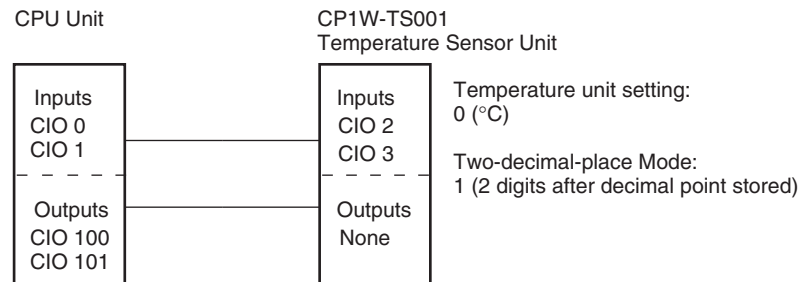 CPU Unit
CP1W-TS001
Temperature Sensor Unit
Inputs
CIO 0
CIO 1
Outputs
CIO 100
CIO 101
Inputs
CIO 2
CIO 3
Outputs
None
Temperature unit setting:
0 (°C)
Two-decimal-place Mode:
1 (2 digits after decimal point stored)